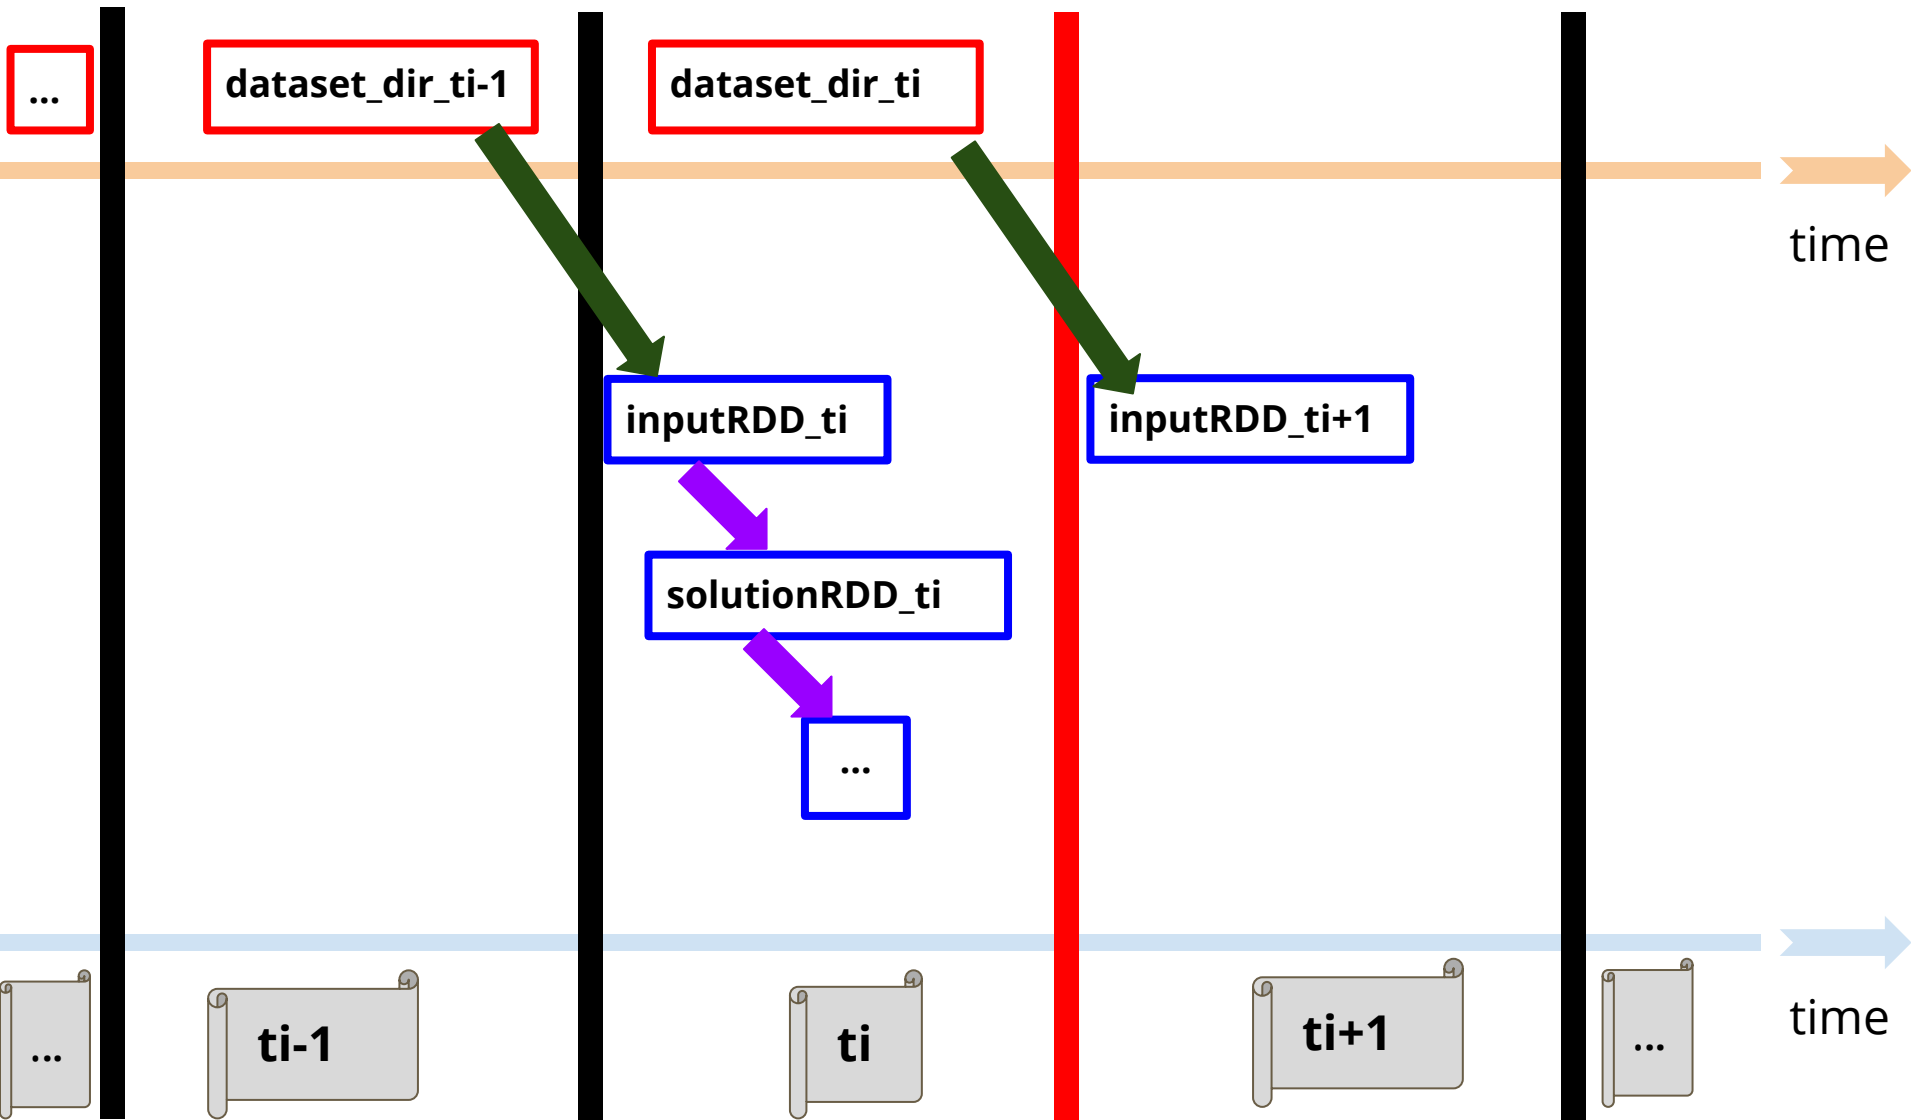 ...
dataset_dir_ti-1
dataset_dir_ti
time
inputRDD_ti
inputRDD_ti+1
solutionRDD_ti
...
time
...
ti-1
ti
ti+1
...